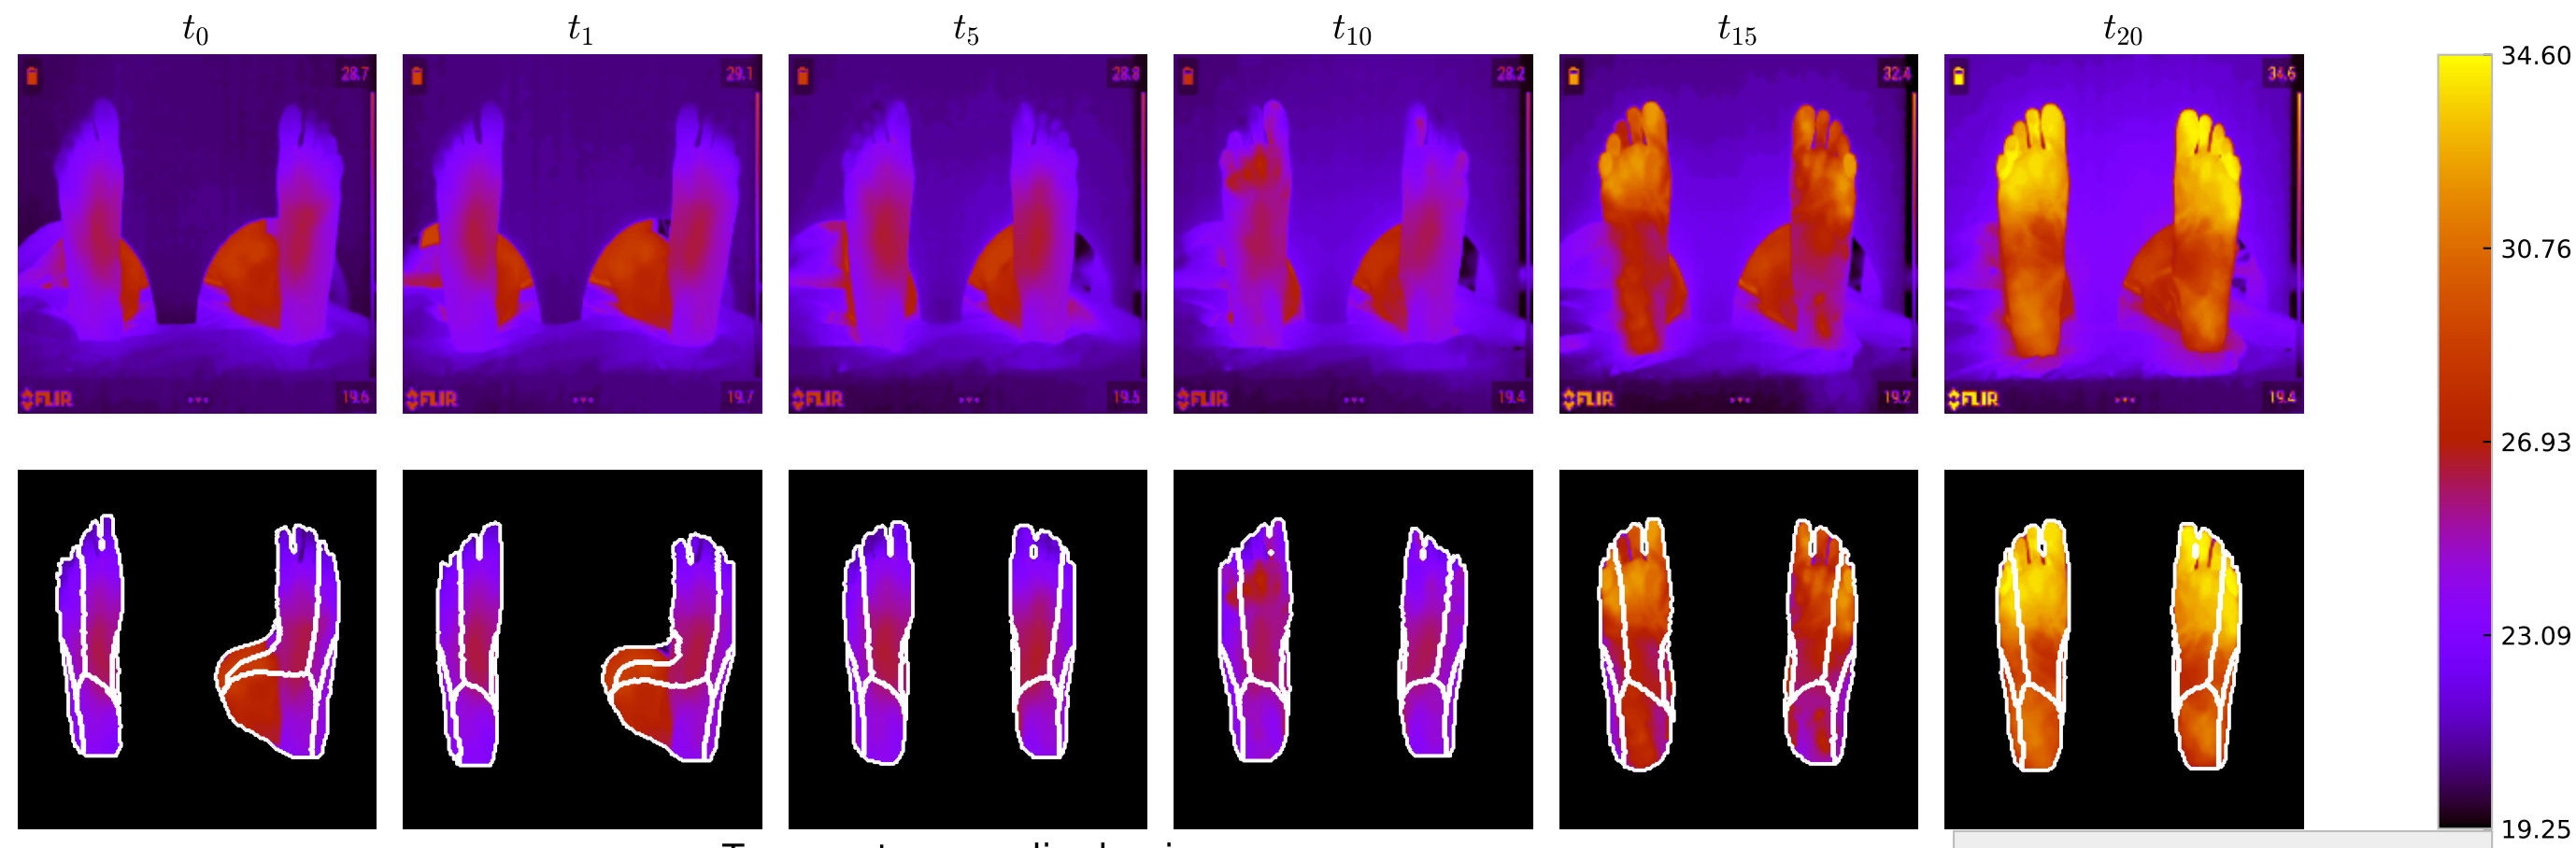 t₀ t₁ t₅ t₁₀ t₁₅ t₂₀
28.7 29.1 28.8 28.2 32.4 34.6
FLIR 19.6 FLIR 19.7 FLIR 19.5 FLIR 19.4 FLIR 19.2 FLIR 19.4
34.60
30.76
26.93
23.09
19.25